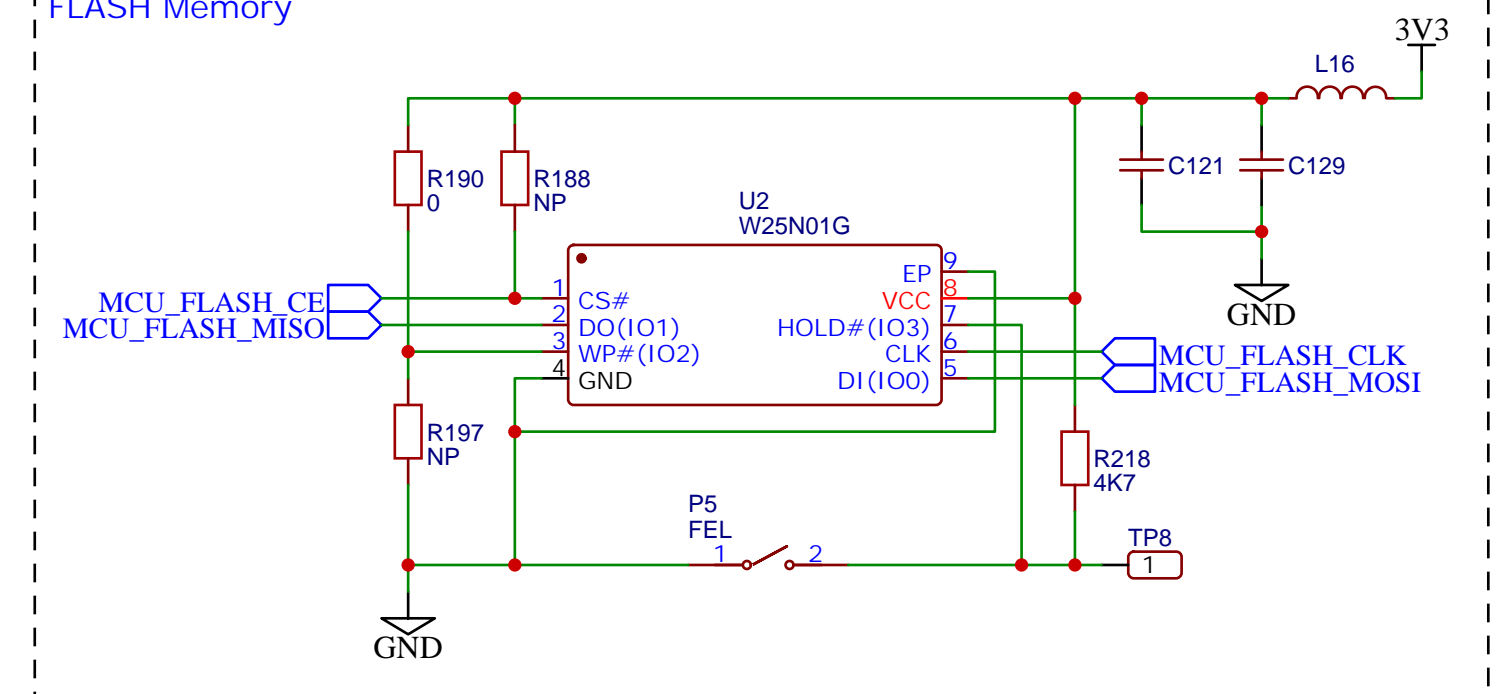 FLASH Memory
3V3
L16
R190
0
R188
NP
C121
C129
U2
W25N01G
GND
MCU_FLASH_CE
MCU_FLASH_MISO
1
2
3
4
CS#
DO(IO1)
WP#(IO2)
GND
EP
VCC
HOLD#(IO3)
CLK
DI(IO0)
9
8
7
6
5
MCU_FLASH_CLK
MCU_FLASH_MOSI
R197
NP
R218
4K7
P5
FEL
1
2
TP8
1
GND